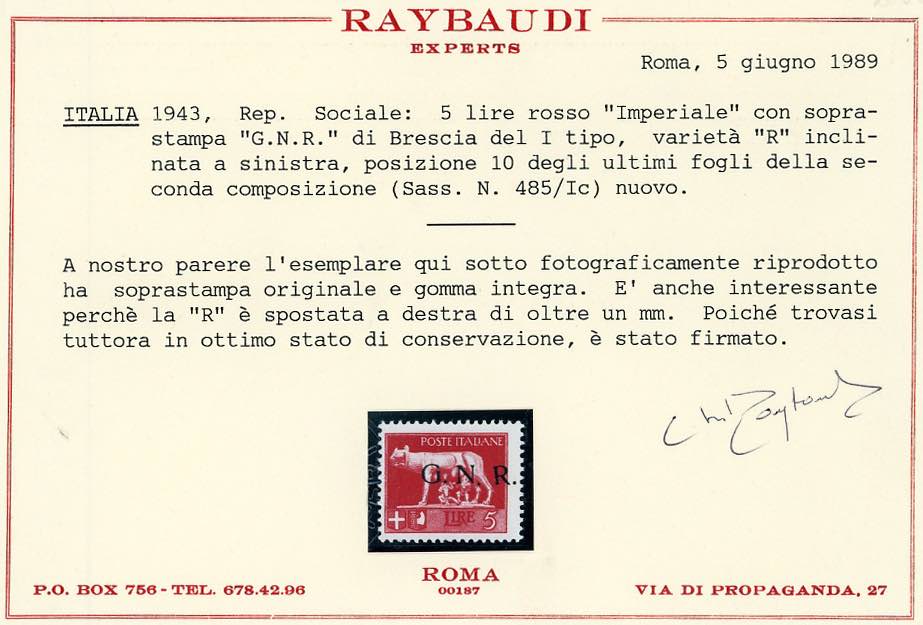 RAYBAUDI
EXPERTS
Roma, 5 giugno 1989
ITALIA 1943, Rep. Sociale: 5 lire rosso "Imperiale" con sopra-
stampa "G.N.R." di Brescia del I tipo, varietà "R" incli-
nata a sinistra, posizione 10 degli ultimi fogli della se-
conda composizione (Sass. N. 485/Ic) nuovo.
A nostro parere l'esemplare qui sotto fotograficamente riprodotto
ha soprastampa originale e gomma integra. E' anche interessante
perchè la "R" è spostata a destra di oltre un mm. Poiché trovasi
tuttora in ottimo stato di conservazione, è stato firmato.
POSTE ITALIANE
G. N. R.
LIRE 5
ROMA
00187
P.O. BOX 756 - TEL. 678.42.96
VIA DI PROPAGANDA, 27